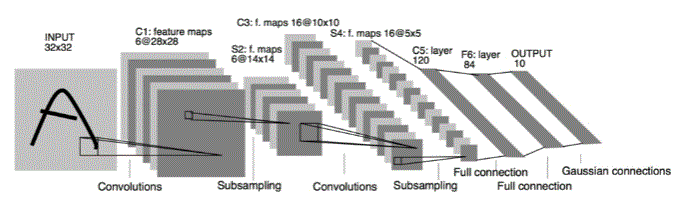 INPUT
32x32
C1: feature maps
6@28x28
S2: f. maps
6@14x14
C3: f. maps 16@10x10
S4: f. maps 16@5x5
C5: layer
120
F6: layer
84
OUTPUT
10
Convolutions
Subsampling
Convolutions
Subsampling
Full connection
Full connection
Gaussian connections